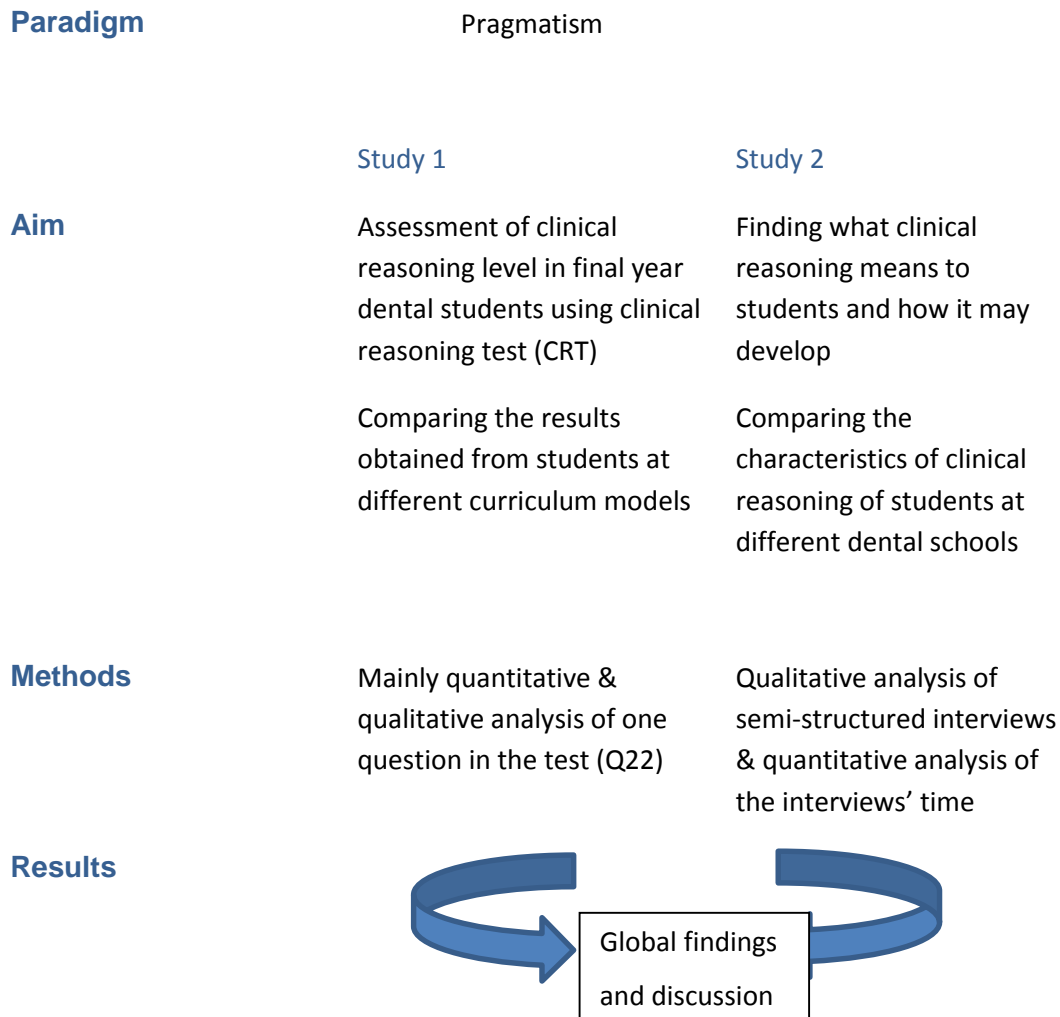 Paradigm
Pragmatism
Study 1
Study 2
Aim
Assessment of clinical
reasoning level in final year
dental students using clinical
reasoning test (CRT)
Finding what clinical
reasoning means to
students and how it may
develop
Comparing the results
obtained from students at
different curriculum models
Comparing the
characteristics of clinical
reasoning of students at
different dental schools
Methods
Mainly quantitative &
qualitative analysis of one
question in the test (Q22)
Qualitative analysis of
semi-structured interviews
& quantitative analysis of
the interviews’ time
Results
Global findings
and discussion